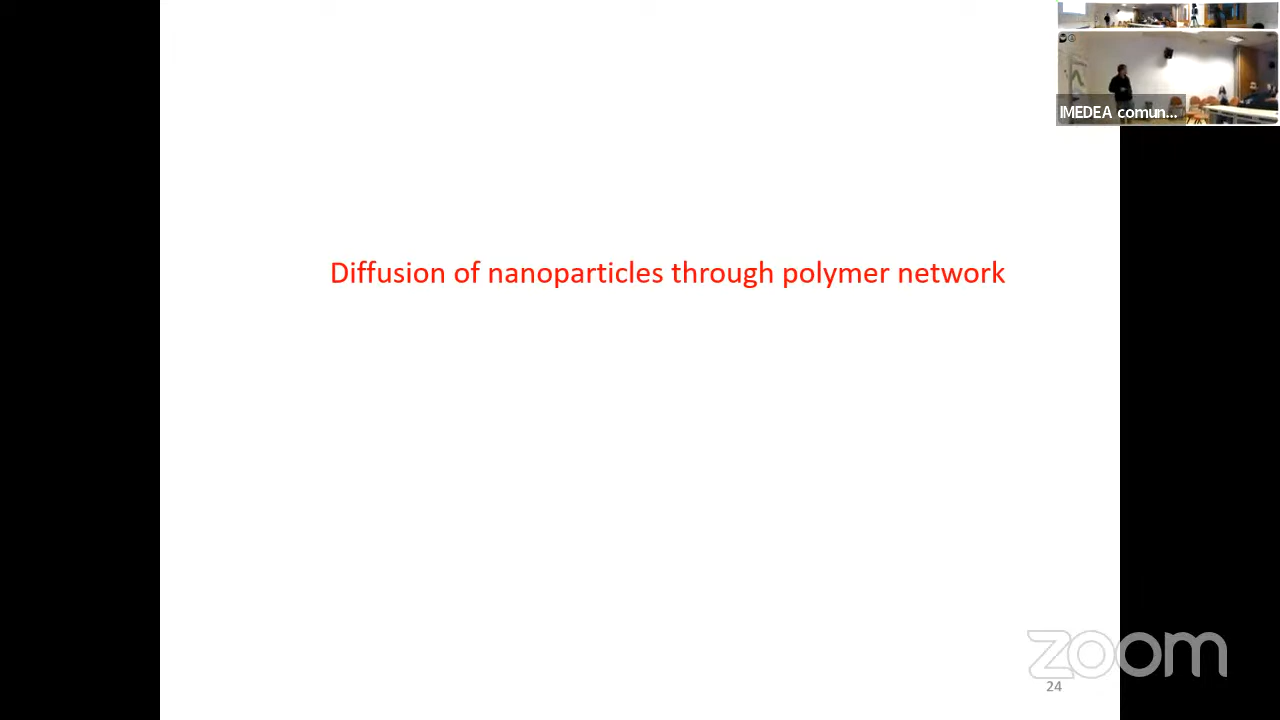 IMEDEA comun...
Diffusion of nanoparticles through polymer network
zoom
24